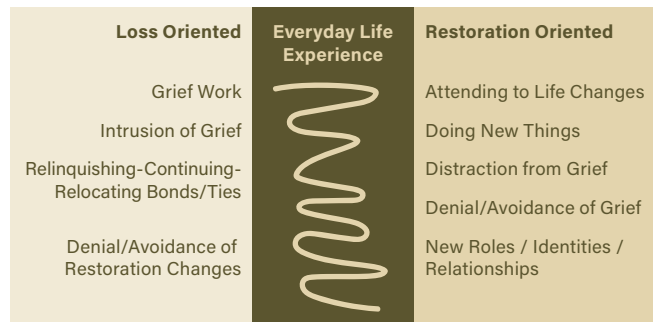 Loss Oriented
Grief Work
Intrusion of Grief
Relinquishing-Continuing-
Relocating Bonds/Ties
Denial/Avoidance of
Restoration Changes
Everyday Life
Experience
Restoration Oriented
Attending to Life Changes
Doing New Things
Distraction from Grief
Denial/Avoidance of Grief
New Roles / Identities /
Relationships